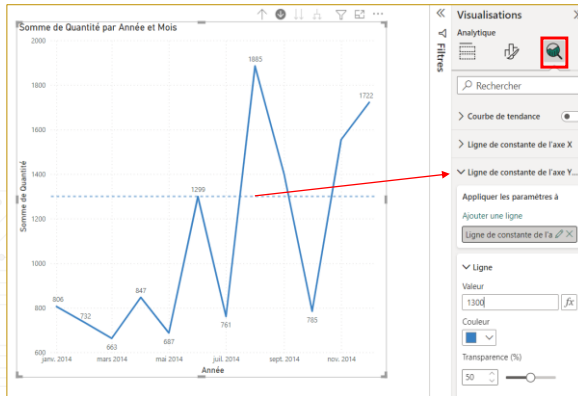 Somme de Quantité par Année et Mois
2000
1800
1600
1400
1200
1000
800
600
Somme de Quantité
806
732
663
847
687
1299
761
1885
785
1722
janv. 2014
mars 2014
mai 2014
juil. 2014
sept. 2014
nov. 2014
Année
Filtres
Visualisations
Analytique
Rechercher
Courbe de tendance
Ligne de constante de l'axe X
Ligne de constante de l'axe Y...
Appliquer les paramètres à
Ajouter une ligne
Ligne de constante de l'a
Ligne
Valeur
1300
fx
Couleur
Transparence (%)
50